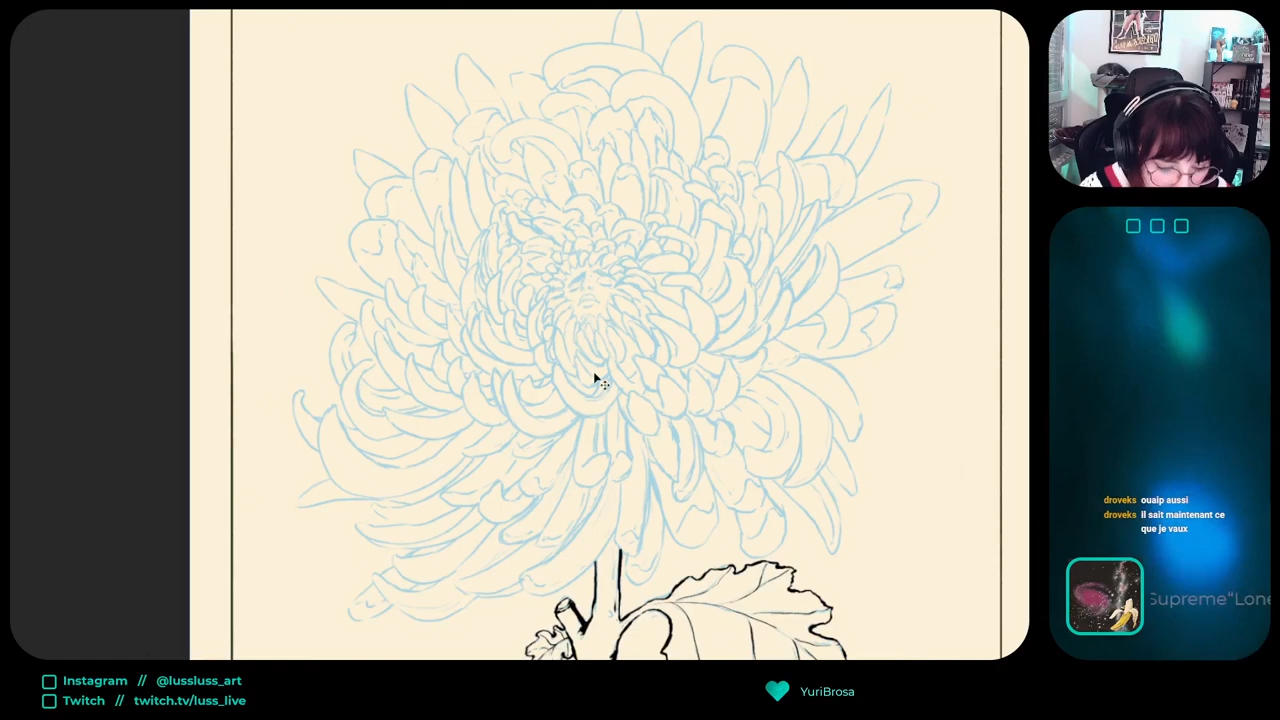 droveks ouaip aussi
droveks il sait maintenant ce
que je vaux
Supreme“Lone
Instagram // @lussluss_art
Twitch // twitch.tv/luss_live
YuriBrosa